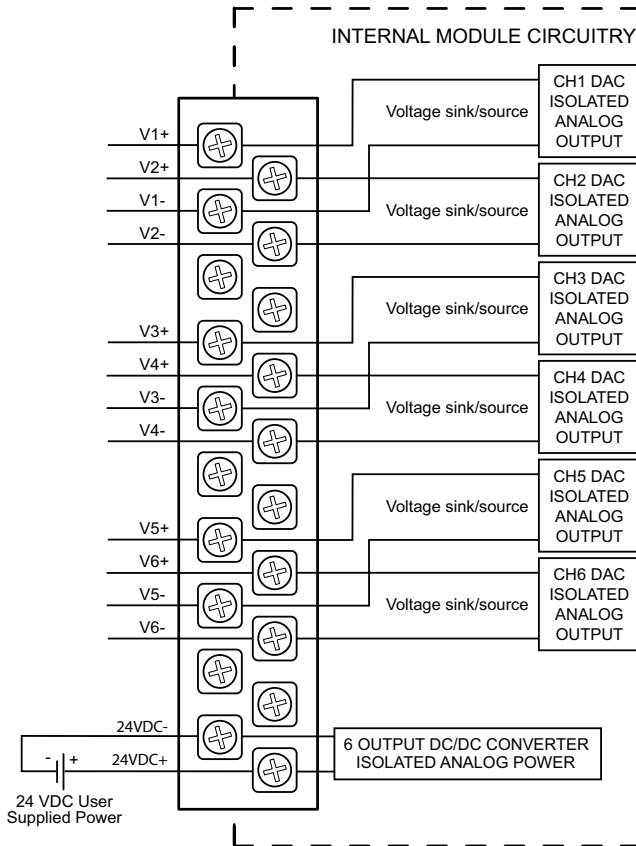 INTERNAL MODULE CIRCUITRY
CH1 DAC
ISOLATED
ANALOG
OUTPUT
Voltage sink/source
V1+
V2+
V1-
V2-
CH2 DAC
ISOLATED
ANALOG
OUTPUT
Voltage sink/source
CH3 DAC
ISOLATED
ANALOG
OUTPUT
Voltage sink/source
V3+
V4+
V3-
V4-
CH4 DAC
ISOLATED
ANALOG
OUTPUT
Voltage sink/source
CH5 DAC
ISOLATED
ANALOG
OUTPUT
Voltage sink/source
V5+
V6+
V5-
V6-
CH6 DAC
ISOLATED
ANALOG
OUTPUT
Voltage sink/source
24VDC-
- + 24VDC+
6 OUTPUT DC/DC CONVERTER
ISOLATED ANALOG POWER
24 VDC User
Supplied Power